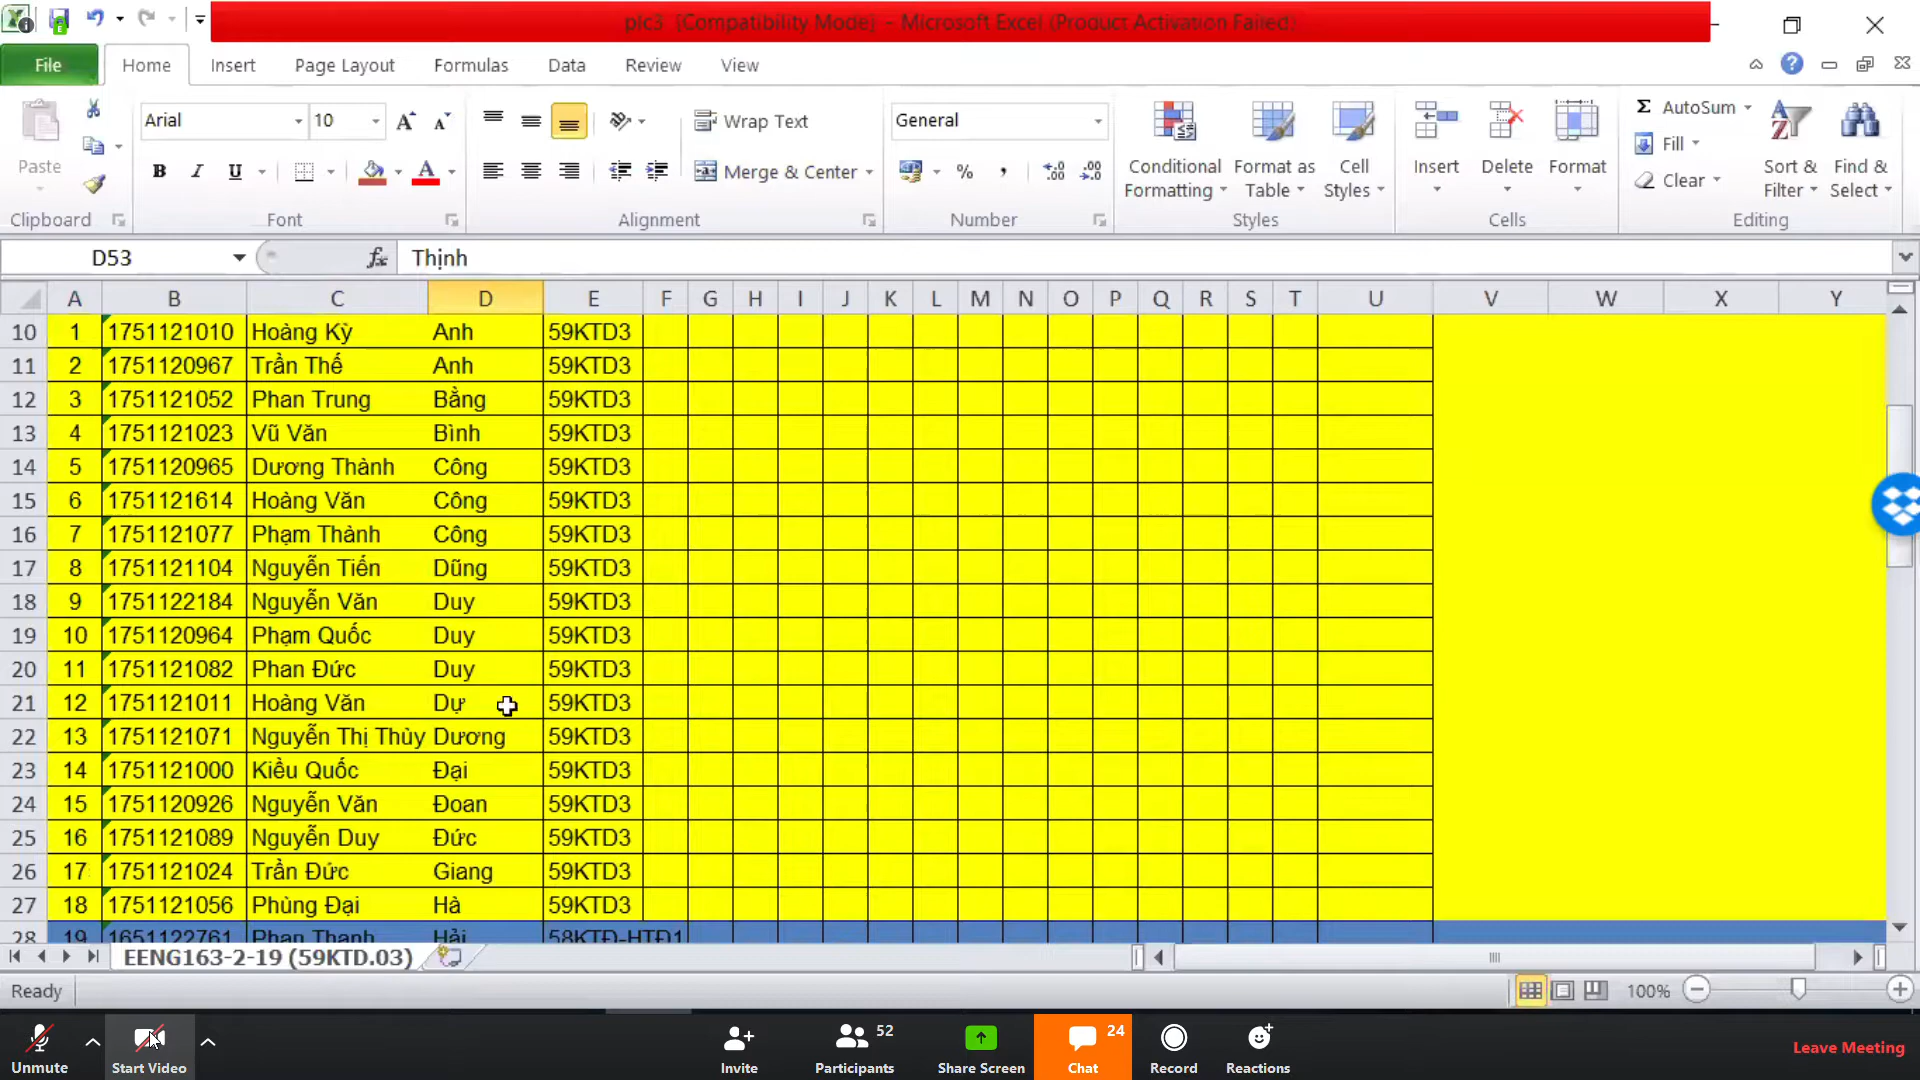 plc3 [Compatibility Mode] - Microsoft Excel (Product Activation Failed)
File Home Insert Page Layout Formulas Data Review View
Arial 10 Wrap Text General AutoSum
Fill
Paste B I U Merge & Center % , Conditional Formatting Format as Table Cell Styles Insert Delete Format Clear Sort & Filter Find & Select
Clipboard Font Alignment Number Styles Cells Editing
D53 fx Thịnh
A B C D E F G H I J K L M N O P Q R S T U V W X Y
10 1 1751121010 Hoàng Kỳ Anh 59KTD3
11 2 1751120967 Trần Thế Anh 59KTD3
12 3 1751121052 Phan Trung Bằng 59KTD3
13 4 1751121023 Vũ Văn Bình 59KTD3
14 5 1751120965 Dương Thành Công 59KTD3
15 6 1751121614 Hoàng Văn Công 59KTD3
16 7 1751121077 Phạm Thành Công 59KTD3
17 8 1751121104 Nguyễn Tiến Dũng 59KTD3
18 9 1751122184 Nguyễn Văn Duy 59KTD3
19 10 1751120964 Phạm Quốc Duy 59KTD3
20 11 1751121082 Phan Đức Duy 59KTD3
21 12 1751121011 Hoàng Văn Dự 59KTD3
22 13 1751121071 Nguyễn Thị Thùy Dương 59KTD3
23 14 1751121000 Kiều Quốc Đại 59KTD3
24 15 1751120926 Nguyễn Văn Đoan 59KTD3
25 16 1751121089 Nguyễn Duy Đức 59KTD3
26 17 1751121024 Trần Đức Giang 59KTD3
27 18 1751121056 Phùng Đại Hà 59KTD3
28 19 1651122761 Phan Thanh Hải 58KTĐ-HTĐ1
EENG163-2-19 (59KTD.03)
Ready 100%
52 24
Unmute Start Video Invite Participants Share Screen Chat Record Reactions Leave Meeting